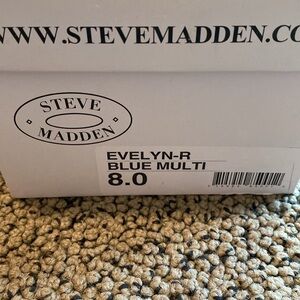 WWW.STEVEMADDEN.CO
STEVE
MADDEN
EVELYN-R
BLUE MULTI
8.0